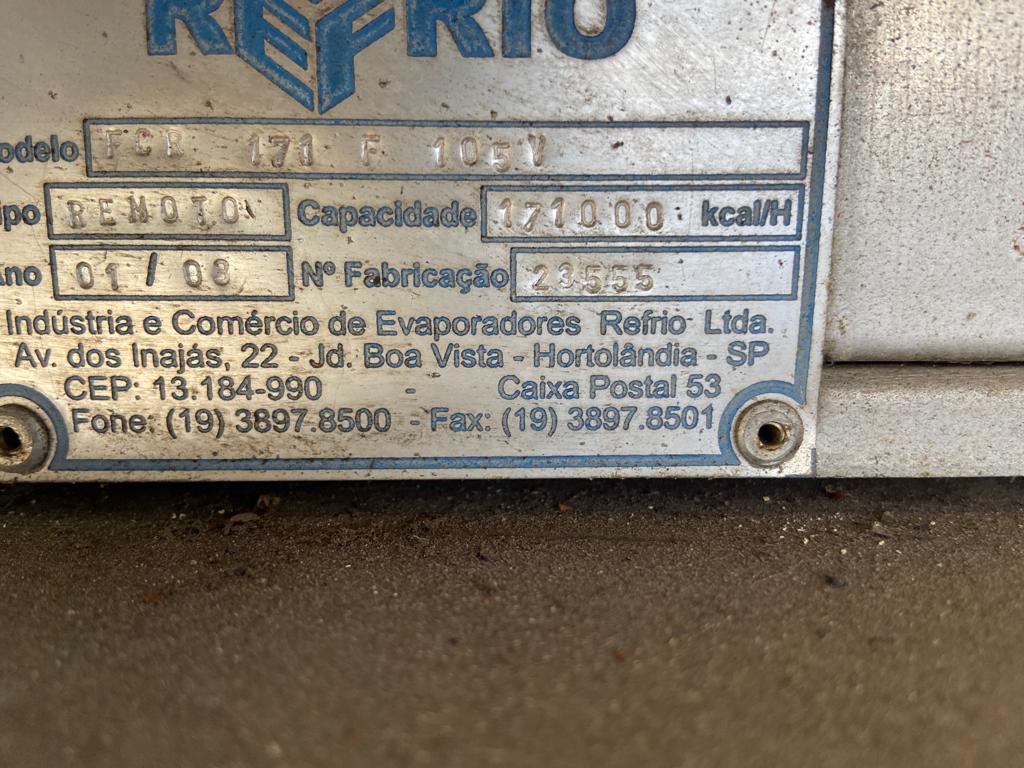 REFRIO
odelo FCR 171 F 105V
ipo REMOTO Capacidade 171000 kcal/H
no 01 / 08 Nº Fabricação 23555
Indústria e Comércio de Evaporadores Refrio Ltda.
Av. dos Inajás, 22 - Jd. Boa Vista - Hortolândia - SP
CEP: 13.184-990 - Caixa Postal 53
Fone: (19) 3897.8500 - Fax: (19) 3897.8501